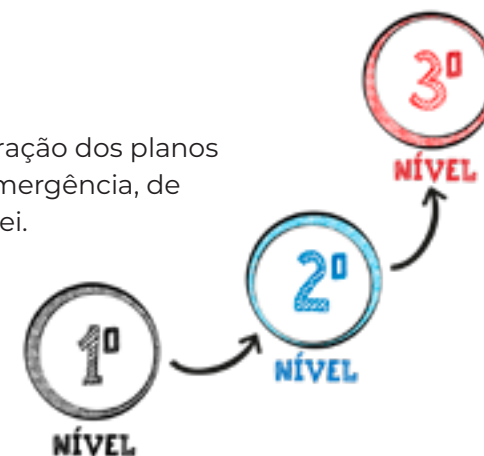 3º
NÍVEL
ração dos planos
mergência, de
ei.
2º
NÍVEL
1º
NÍVEL